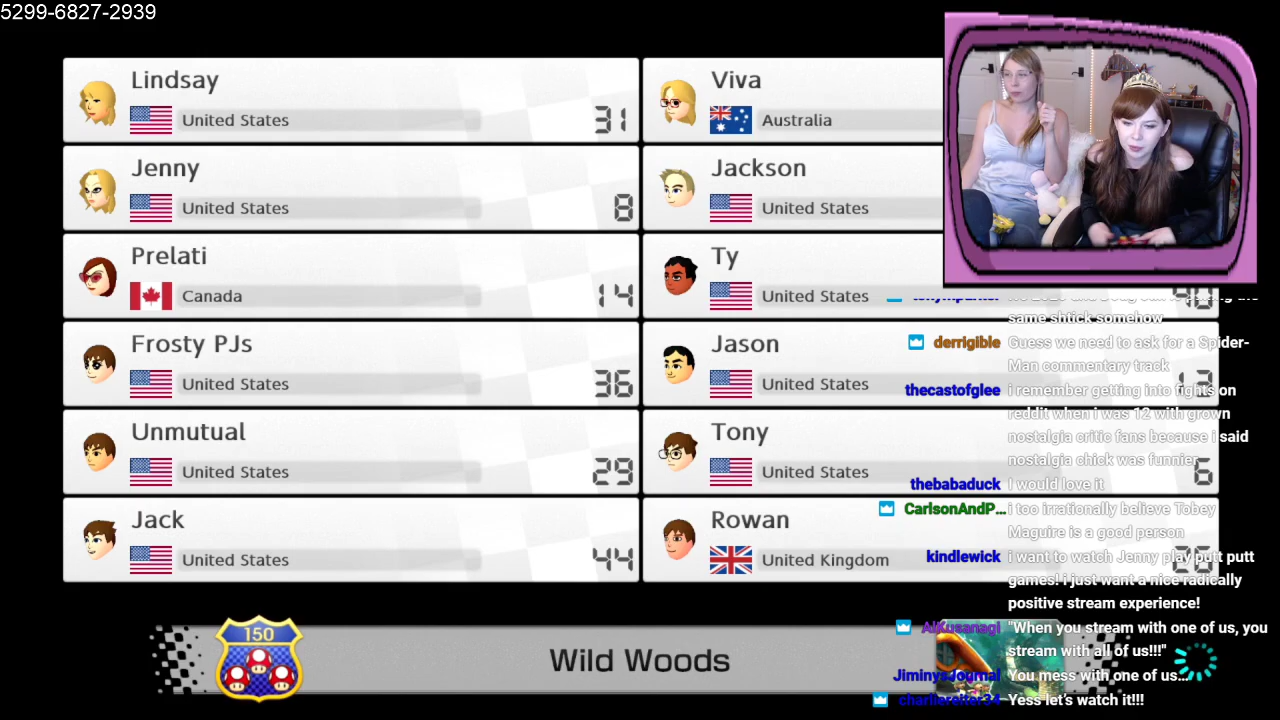 5299-6827-2939
Lindsay
United States
31
Viva
Australia
Jenny
United States
8
Jackson
United States
Prelati
Canada
14
Ty
United States
Frosty PJs
United States
36
Jason
United States
13
Unmutual
United States
29
Tony
United States
6
Jack
United States
44
Rowan
United Kingdom
26
same shtick somehow
derrigible Guess we need to ask for a Spider-
Man commentary track
thecastofglee i remember getting into fights on
reddit when i was 12 with grown
nostalgia critic fans because i said
nostalgia chick was funnier
thebabaduck I would love it
CarlsonAndP... i too irrationally believe Tobey
Maguire is a good person
kindlewick i want to watch Jenny play putt putt
games! i just want a nice radically
positive stream experience!
AlKusanagi "When you stream with one of us, you
stream with all of us!!!"
JiminysJournal You mess with one of us...
charliereiter34 Yess let's watch it!!!
150
Wild Woods